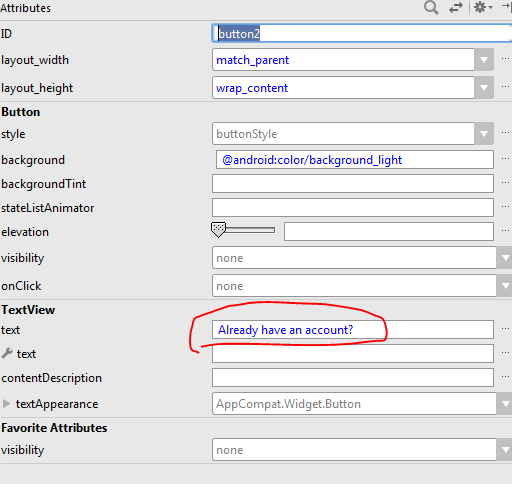 Attributes
ID button2
layout_width match_parent
layout_height wrap_content
Button
style buttonStyle
background @android:color/background_light
backgroundTint
stateListAnimator
elevation
visibility none
onClick none
TextView
text Already have an account?
text
contentDescription
textAppearance AppCompat.Widget.Button
Favorite Attributes
visibility none